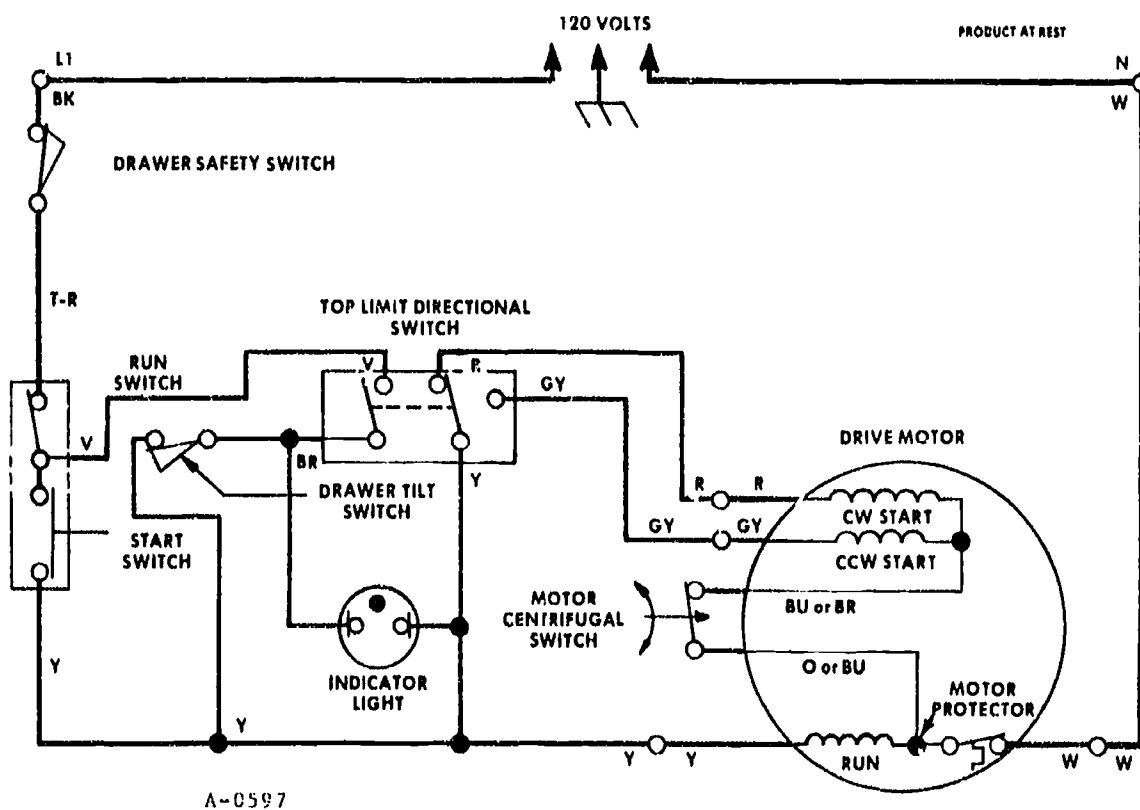 120 VOLTS
PRODUCT AT REST
L1
N
BK
W
DRAWER SAFETY SWITCH
T-R
TOP LIMIT DIRECTIONAL
SWITCH
RUN
SWITCH
V
R
GY
V
BR
Y
DRIVE MOTOR
DRAWER TILT
SWITCH
START
SWITCH
R
R
CW START
GY
GY
CCW START
MOTOR
CENTRIFUGAL
SWITCH
BU or BR
Y
O or BU
INDICATOR
LIGHT
MOTOR
PROTECTOR
Y
Y
Y
RUN
W
W
A-0597